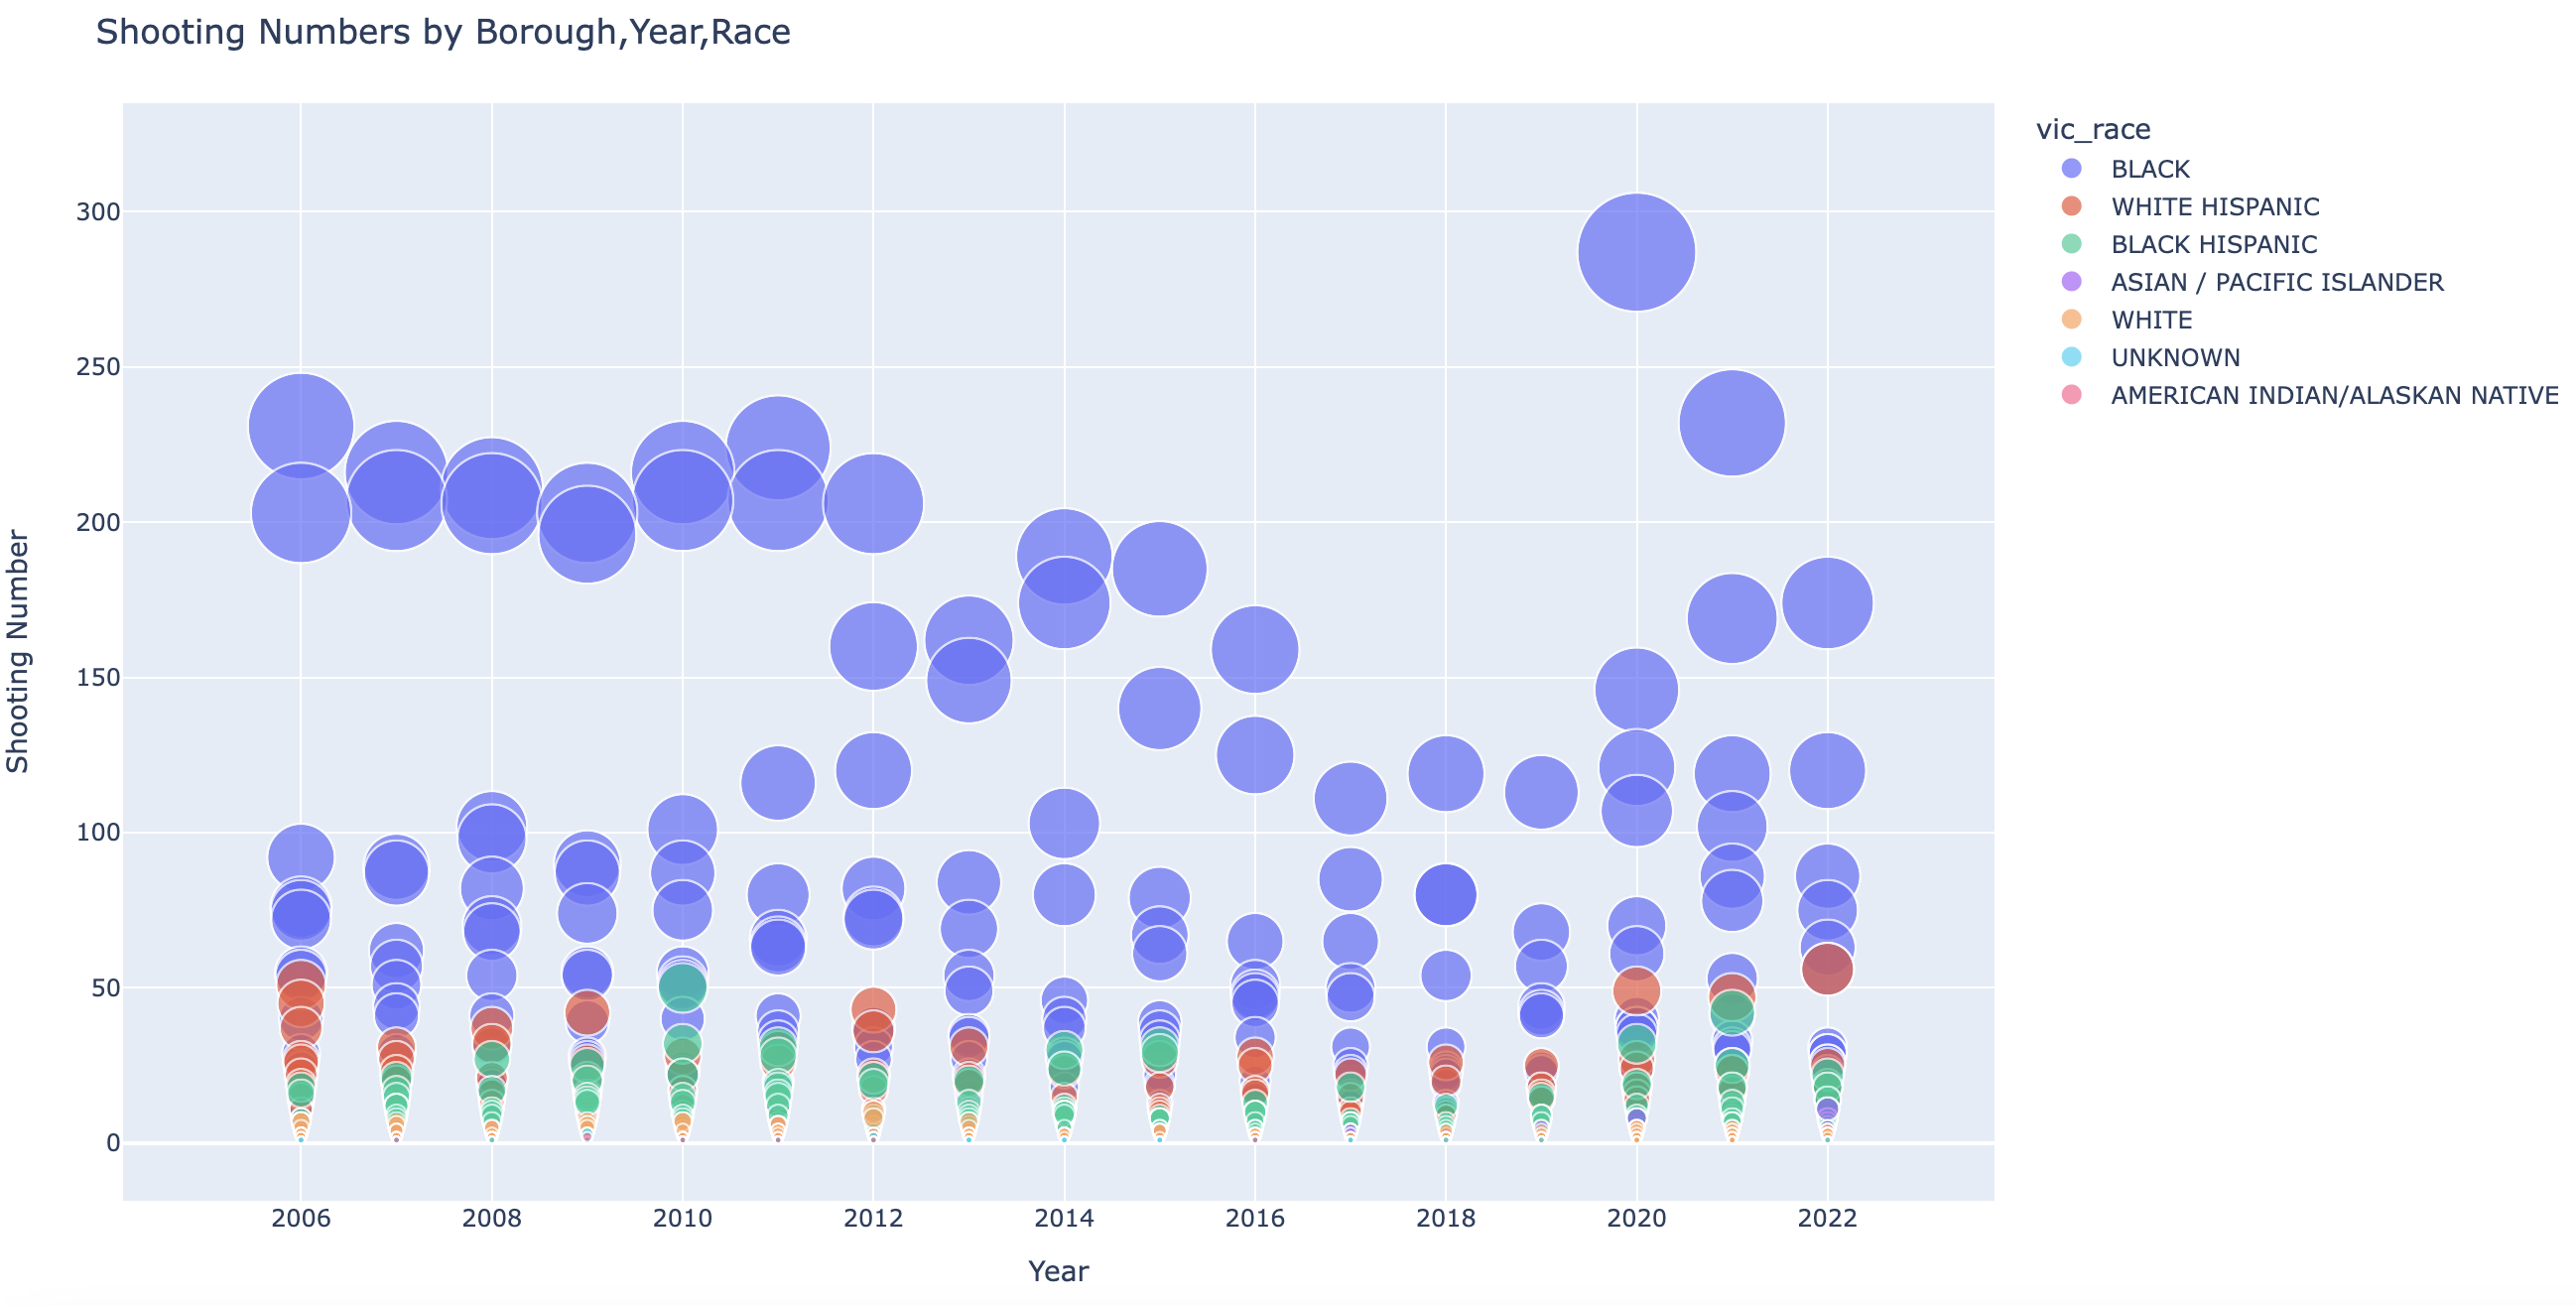 Shooting Numbers by Borough,Year,Race
vic_race
BLACK
WHITE HISPANIC
BLACK HISPANIC
ASIAN / PACIFIC ISLANDER
WHITE
UNKNOWN
AMERICAN INDIAN/ALASKAN NATIVE
Shooting Number
300
250
200
150
100
50
0
2006 2008 2010 2012 2014 2016 2018 2020 2022
Year